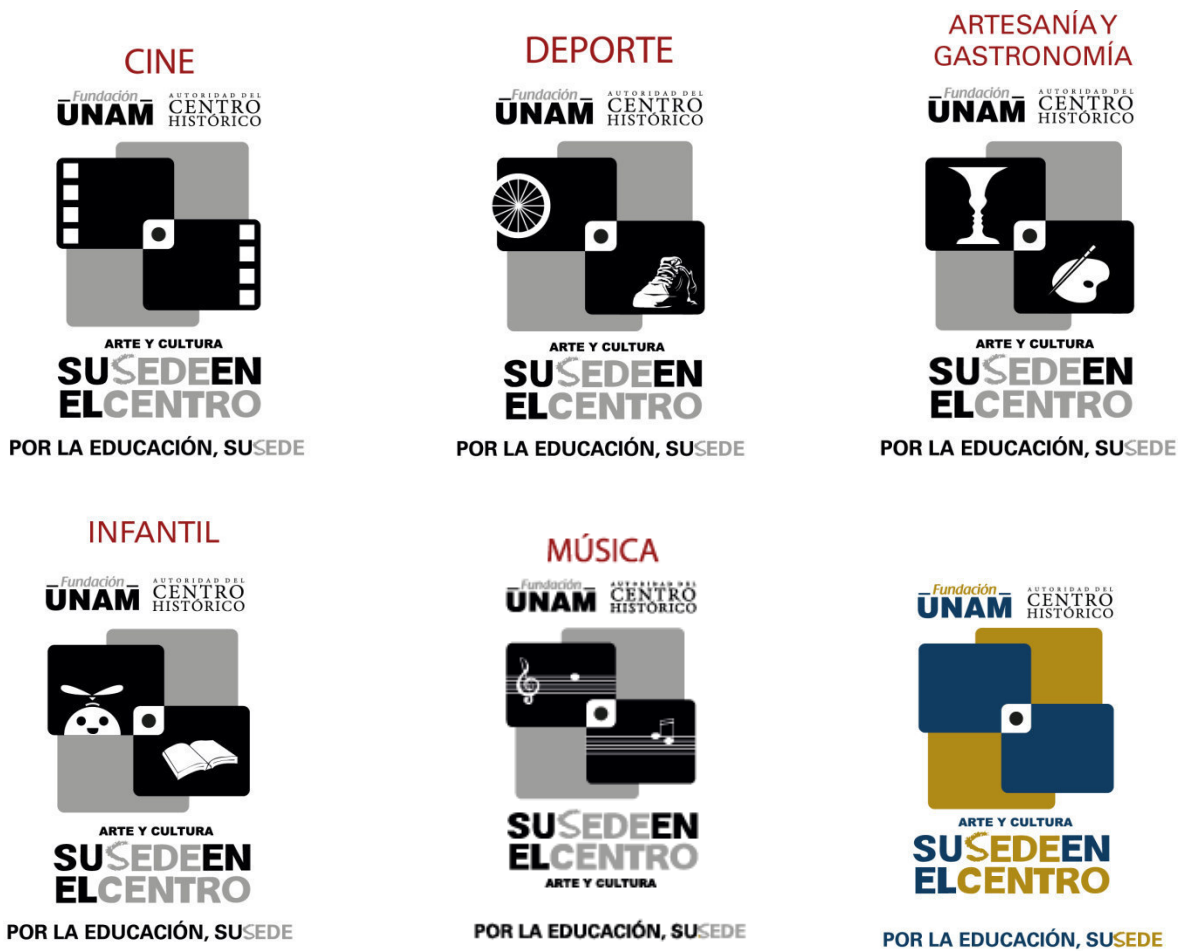 CINE
Fundación
UNAM
AUTORIDAD DEL
CENTRO
HISTÓRICO
ARTE Y CULTURA
SUSEDEEN
ELCENTRO
POR LA EDUCACIÓN, SUSEDE
DEPORTE
Fundación
UNAM
AUTORIDAD DEL
CENTRO
HISTÓRICO
ARTE Y CULTURA
SUSEDEEN
ELCENTRO
POR LA EDUCACIÓN, SUSEDE
ARTESANÍA Y
GASTRONOMÍA
Fundación
UNAM
AUTORIDAD DEL
CENTRO
HISTÓRICO
ARTE Y CULTURA
SUSEDEEN
ELCENTRO
POR LA EDUCACIÓN, SUSEDE
INFANTIL
Fundación
UNAM
AUTORIDAD DEL
CENTRO
HISTÓRICO
ARTE Y CULTURA
SUSEDEEN
ELCENTRO
POR LA EDUCACIÓN, SUSEDE
MÚSICA
Fundación
UNAM
AUTORIDAD DEL
CENTRO
HISTÓRICO
SUSEDEEN
ELCENTRO
ARTE Y CULTURA
POR LA EDUCACIÓN, SUSEDE
Fundación
UNAM
AUTORIDAD DEL
CENTRO
HISTÓRICO
ARTE Y CULTURA
SUSEDEEN
ELCENTRO
POR LA EDUCACIÓN, SUSEDE